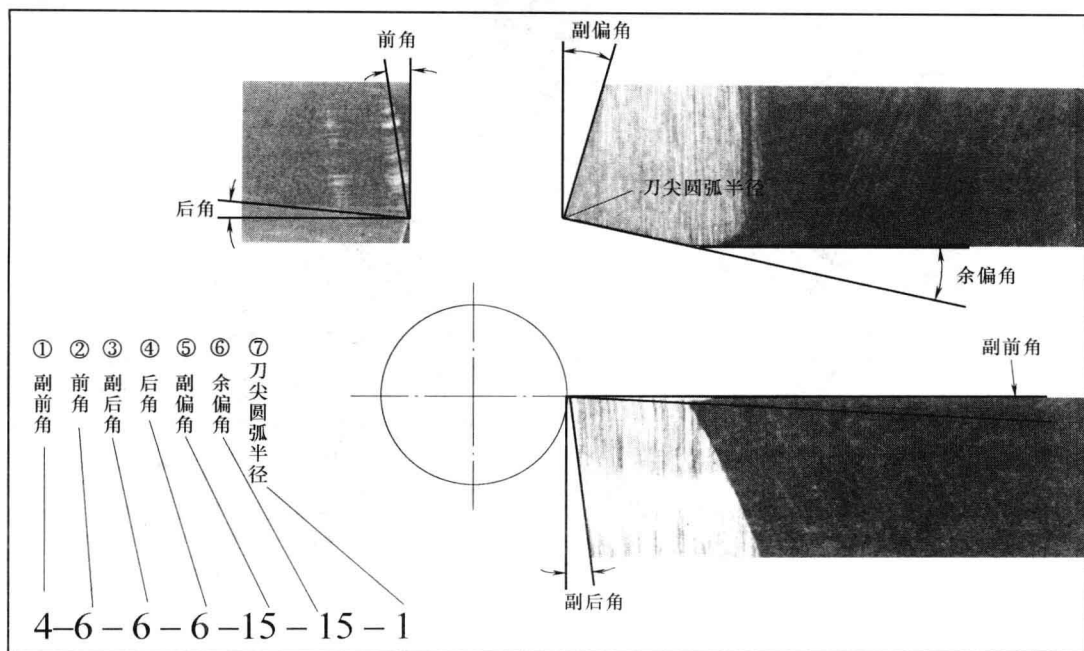 前角
副偏角
后角
刀尖圆弧半径
余偏角
副前角
副后角
① 副前角
② 前角
③ 副后角
④ 后角
⑤ 副偏角
⑥ 余偏角
⑦ 刀尖圆弧半径
4–6–6–6–15–15–1